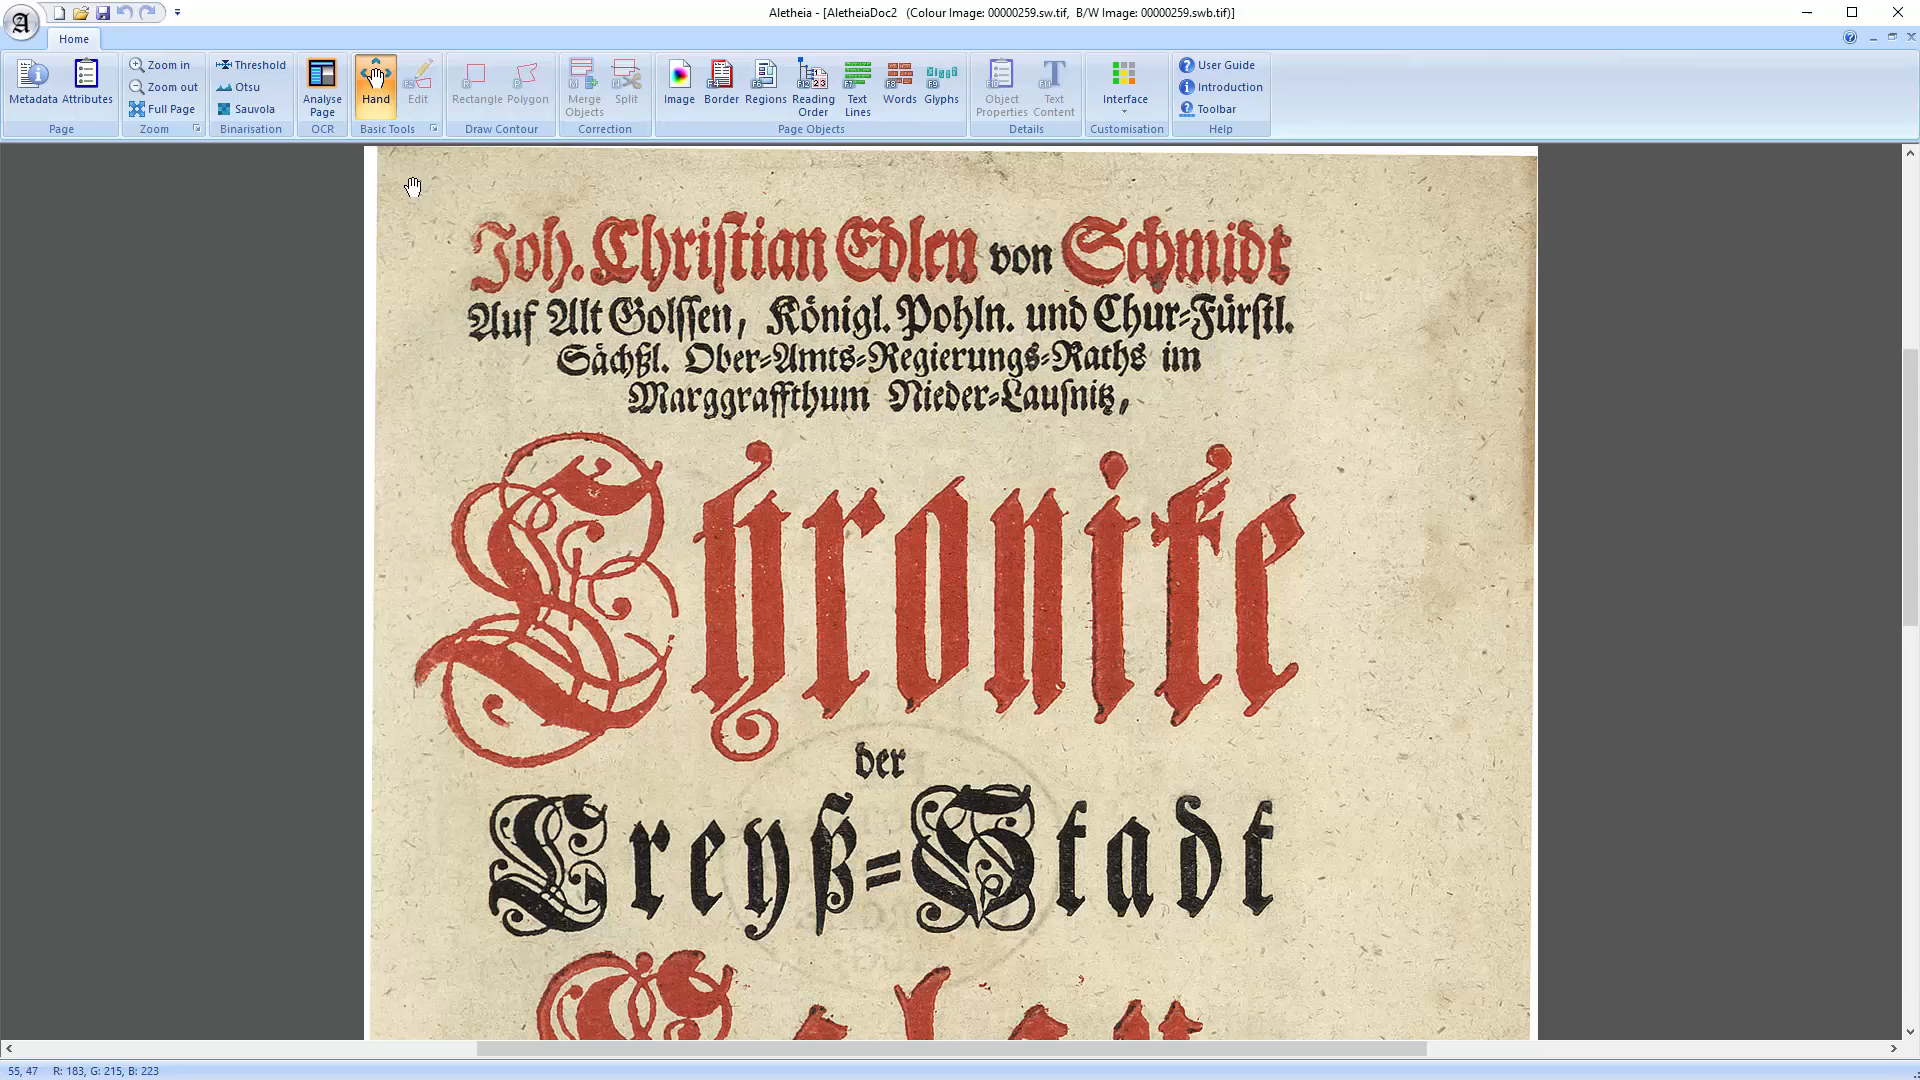 Aletheia - [AletheiaDoc2 (Colour Image: 00000259.sw.tif, B/W Image: 00000259.swb.tif)]
Home
Metadata
Attributes
Page
Zoom in
Zoom out
Full Page
Zoom
Threshold
Otsu
Sauvola
Binarisation
Analyse Page
OCR
Hand
Edit
Basic Tools
Rectangle
Polygon
Draw Contour
Merge Objects
Split
Correction
Image
Border
Regions
Reading Order
Text Lines
Words
Glyphs
Page Objects
Object Properties
Text Content
Details
Interface
Customisation
User Guide
Introduction
Toolbar
Help
Joh. Chriſtian Edlen von Schmidt
Auf Alt Golſſen, Königl. Pohln. und Chur-Fürſtl.
Sächßl. Ober-Amts-Regierungs-Raths im
Marggraffthum Nieder-Lauſnitz,
Chronike
der
Creyß-Stadt
55, 47 R: 183, G: 215, B: 223